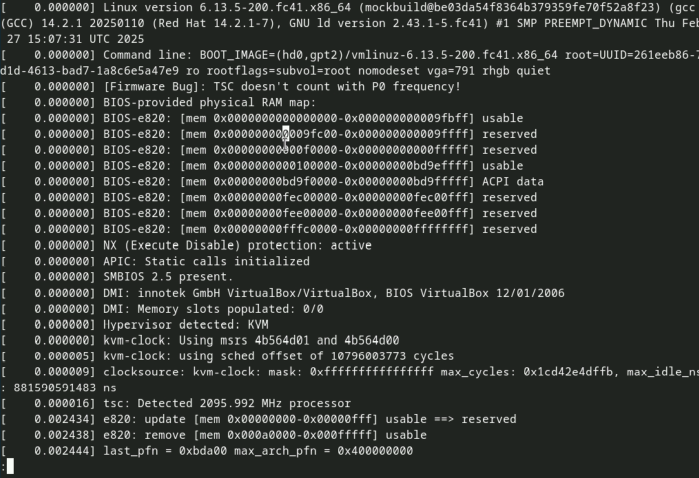 [    0.000000] Linux version 6.13.5-200.fc41.x86_64 (mockbuild@be03da54f8364b379359fe70f52a8f23) (gcc
(GCC) 14.2.1 20250110 (Red Hat 14.2.1-7), GNU ld version 2.43.1-5.fc41) #1 SMP PREEMPT_DYNAMIC Thu Feb
27 15:07:31 UTC 2025
[    0.000000] Command line: BOOT_IMAGE=(hd0,gpt2)/vmlinuz-6.13.5-200.fc41.x86_64 root=UUID=261eeb86-7
d1d-4613-bad7-1a8c6e5a47e9 ro rootflags=subvol=root nomodeset vga=791 rhgb quiet
[    0.000000] [Firmware Bug]: TSC doesn't count with P0 frequency!
[    0.000000] BIOS-provided physical RAM map:
[    0.000000] BIOS-e820: [mem 0x0000000000000000-0x000000000009fbff] usable
[    0.000000] BIOS-e820: [mem 0x000000000009fc00-0x000000000009ffff] reserved
[    0.000000] BIOS-e820: [mem 0x00000000000f0000-0x00000000000fffff] reserved
[    0.000000] BIOS-e820: [mem 0x0000000000100000-0x00000000bd9effff] usable
[    0.000000] BIOS-e820: [mem 0x00000000bd9f0000-0x00000000bd9fffff] ACPI data
[    0.000000] BIOS-e820: [mem 0x00000000fec00000-0x00000000fec00fff] reserved
[    0.000000] BIOS-e820: [mem 0x00000000fee00000-0x00000000fee00fff] reserved
[    0.000000] BIOS-e820: [mem 0x00000000fffc0000-0x00000000ffffffff] reserved
[    0.000000] NX (Execute Disable) protection: active
[    0.000000] APIC: Static calls initialized
[    0.000000] SMBIOS 2.5 present.
[    0.000000] DMI: innotek GmbH VirtualBox/VirtualBox, BIOS VirtualBox 12/01/2006
[    0.000000] DMI: Memory slots populated: 0/0
[    0.000000] Hypervisor detected: KVM
[    0.000000] kvm-clock: Using msrs 4b564d01 and 4b564d00
[    0.000005] kvm-clock: using sched offset of 10796003773 cycles
[    0.000009] clocksource: kvm-clock: mask: 0xffffffffffffffff max_cycles: 0x1cd42e4dffb, max_idle_ns
: 881590591483 ns
[    0.000016] tsc: Detected 2095.992 MHz processor
[    0.002434] e820: update [mem 0x00000000-0x00000fff] usable ==> reserved
[    0.002438] e820: remove [mem 0x000a0000-0x000fffff] usable
[    0.002444] last_pfn = 0xbda00 max_arch_pfn = 0x400000000
: